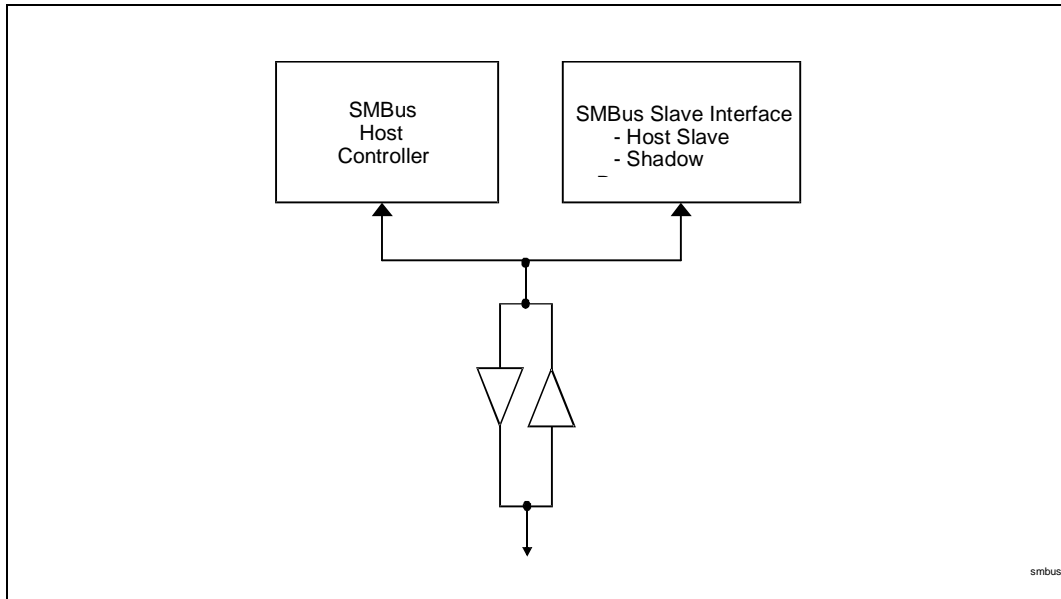 SMBus
Host
Controller
SMBus Slave Interface
- Host Slave
- Shadow
smbus